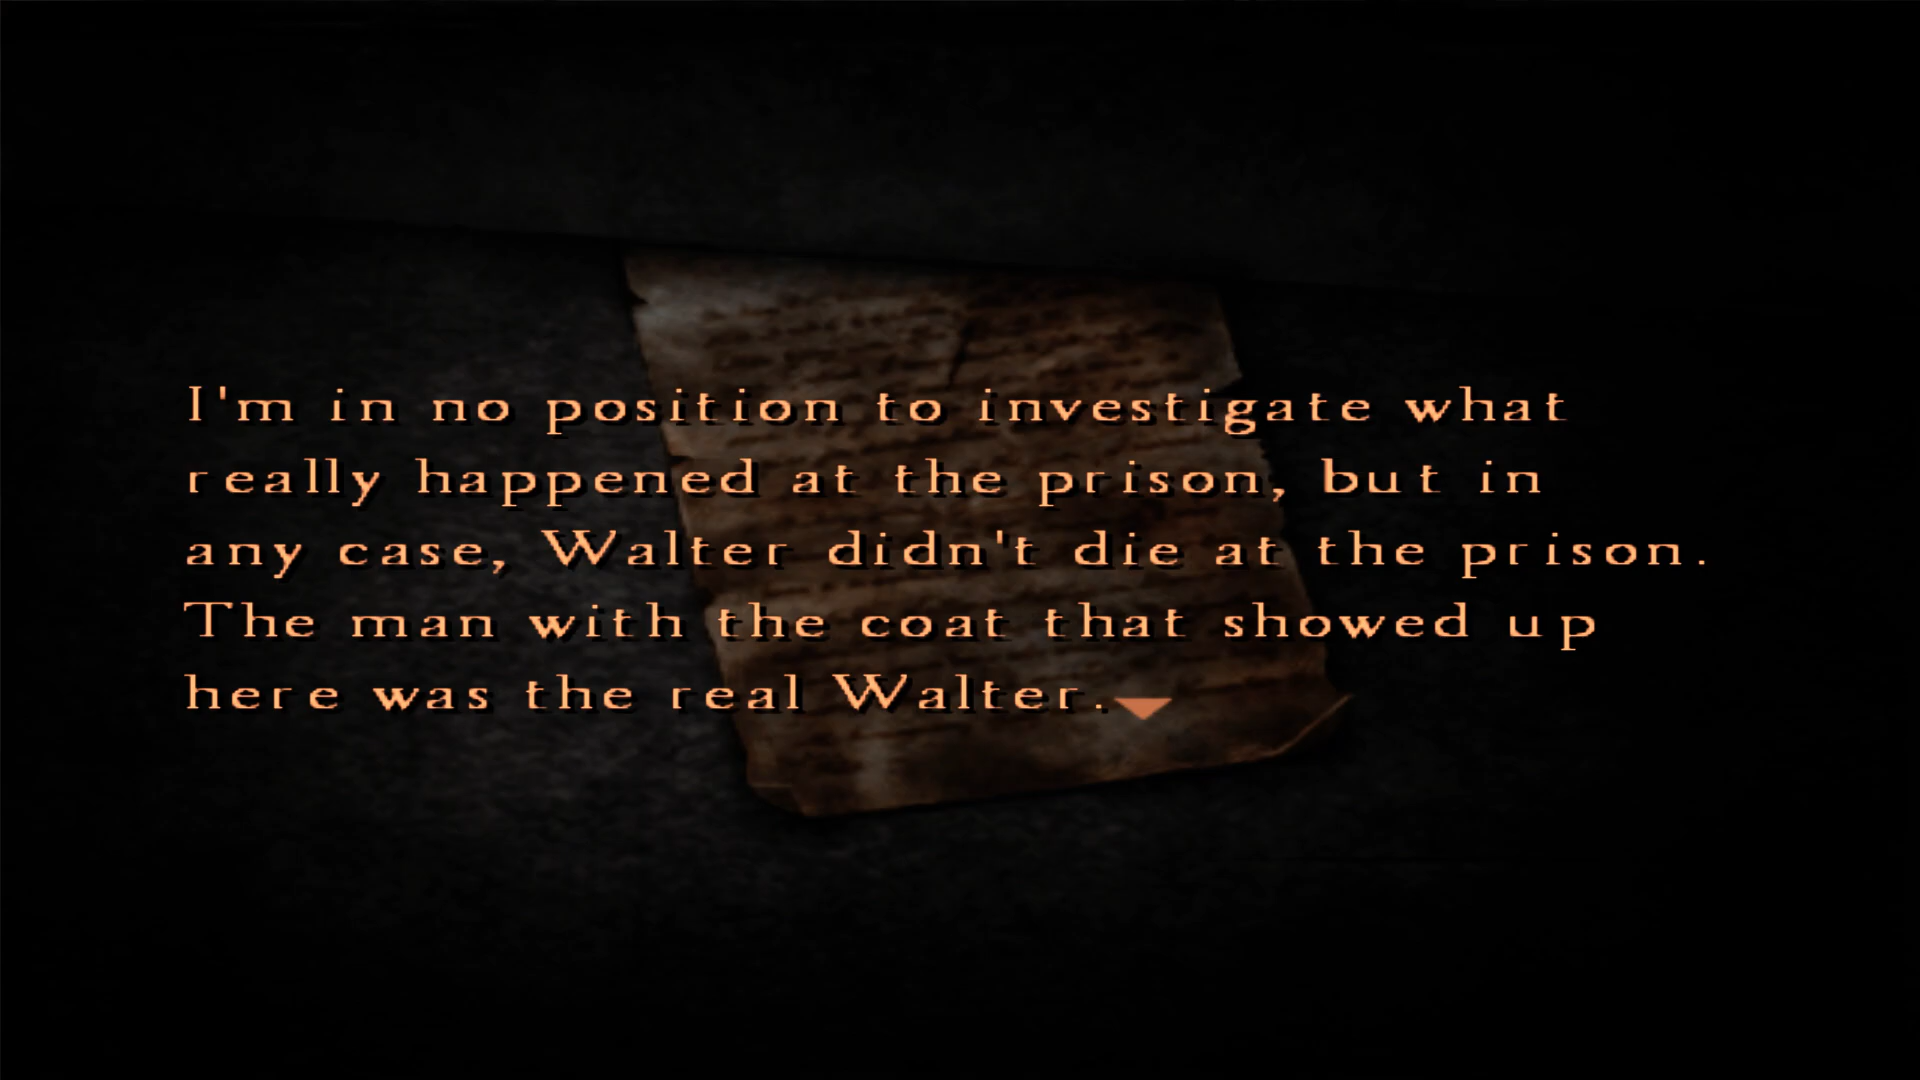 I'm in no position to investigate what
really happened at the prison, but in
any case, Walter didn't die at the prison.
The man with the coat that showed up
here was the real Walter.